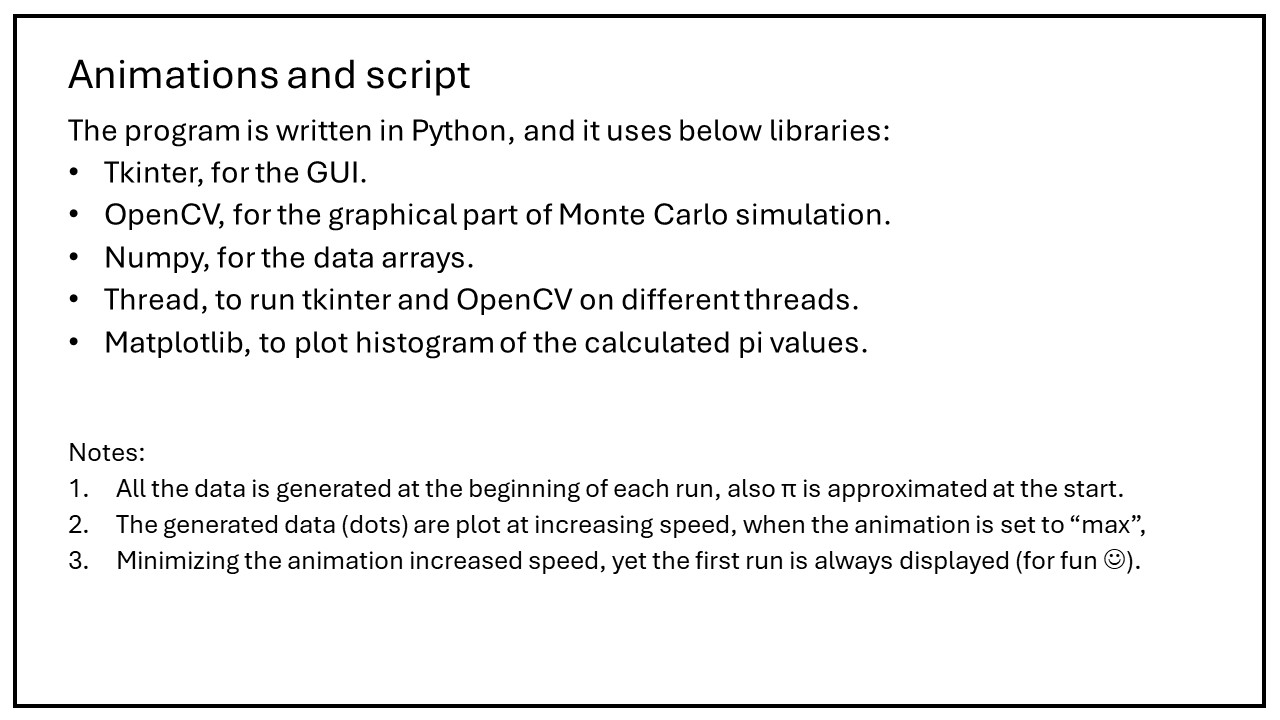 Animations and script
The program is written in Python, and it uses below libraries:
• Tkinter, for the GUI.
• OpenCV, for the graphical part of Monte Carlo simulation.
• Numpy, for the data arrays.
• Thread, to run tkinter and OpenCV on different threads.
• Matplotlib, to plot histogram of the calculated pi values.
Notes:
1. All the data is generated at the beginning of each run, also π is approximated at the start.
2. The generated data (dots) are plot at increasing speed, when the animation is set to “max”,
3. Minimizing the animation increased speed, yet the first run is always displayed (for fun ☺).